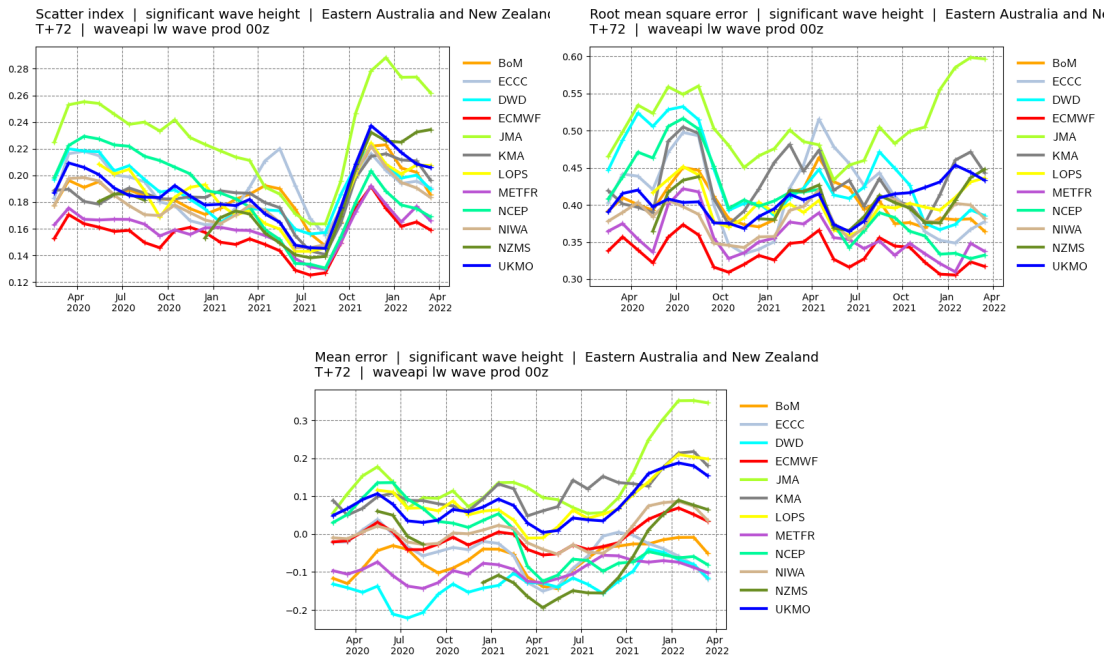 Scatter index | significant wave height | Eastern Australia and New Zealand
T+72 | waveapi lw wave prod 00z
0.28
0.26
0.24
0.22
0.20
0.18
0.16
0.14
0.12
Apr 2020
Jul 2020
Oct 2020
Jan 2021
Apr 2021
Jul 2021
Oct 2021
Jan 2022
Apr 2022
BoM
ECCC
DWD
ECMWF
JMA
KMA
LOPS
METFR
NCEP
NIWA
NZMS
UKMO
Root mean square error | significant wave height | Eastern Australia and Ne
T+72 | waveapi lw wave prod 00z
0.60
0.55
0.50
0.45
0.40
0.35
0.30
Apr 2020
Jul 2020
Oct 2020
Jan 2021
Apr 2021
Jul 2021
Oct 2021
Jan 2022
Apr 2022
BoM
ECCC
DWD
ECMWF
JMA
KMA
LOPS
METFR
NCEP
NIWA
NZMS
UKMO
Mean error | significant wave height | Eastern Australia and New Zealand
T+72 | waveapi lw wave prod 00z
0.3
0.2
0.1
0.0
−0.1
−0.2
Apr 2020
Jul 2020
Oct 2020
Jan 2021
Apr 2021
Jul 2021
Oct 2021
Jan 2022
Apr 2022
BoM
ECCC
DWD
ECMWF
JMA
KMA
LOPS
METFR
NCEP
NIWA
NZMS
UKMO